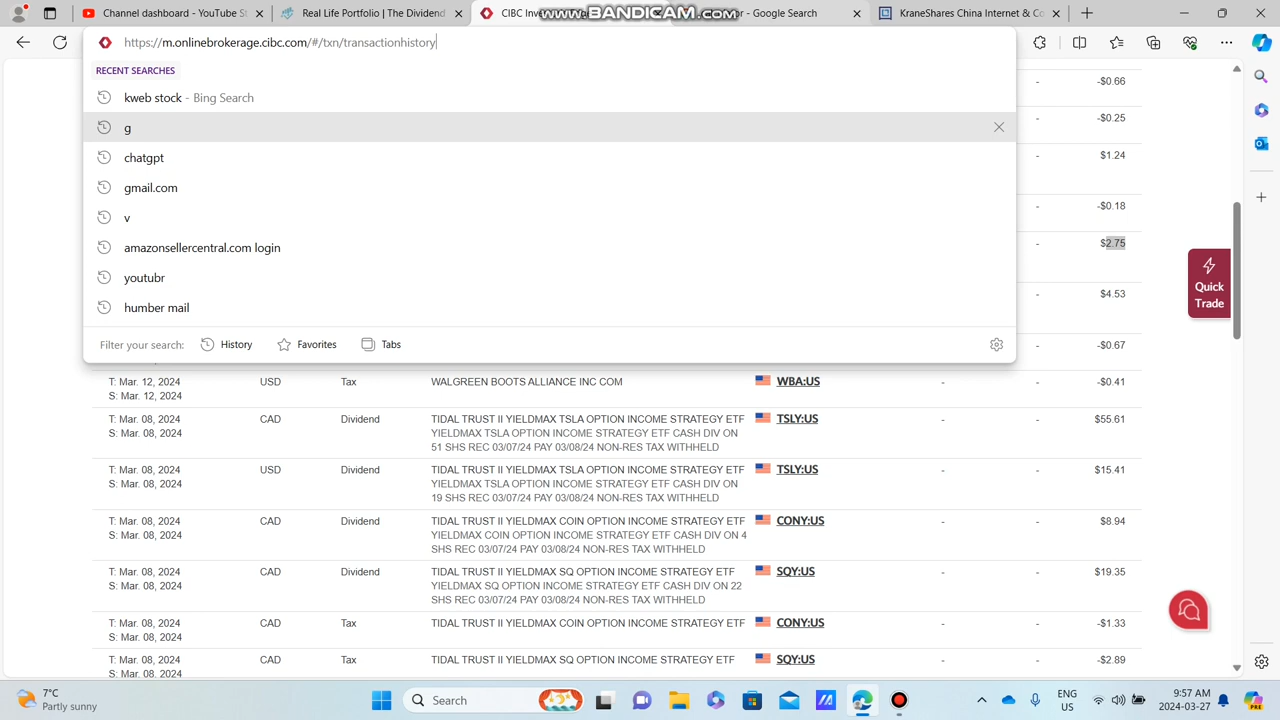 Channel dashboard - YouTube S
Real Life Portfolio | The Dividend
CIBC Inve
www.BANDICAM.com
or - Google Search
KraneShares China Internet & Co
https://m.onlinebrokerage.cibc.com/#/txn/transactionhistory
RECENT SEARCHES
kweb stock - Bing Search
g
chatgpt
gmail.com
v
amazonsellercentral.com login
youtubr
humber mail
Filter your search: History Favorites Tabs
- -$0.66
- -$0.25
- $1.24
- -$0.18
- $2.75
- $4.53
- -$0.67
Quick
Trade
T: Mar. 12, 2024 USD Tax WALGREEN BOOTS ALLIANCE INC COM WBA:US - - -$0.41
S: Mar. 12, 2024
T: Mar. 08, 2024 CAD Dividend TIDAL TRUST II YIELDMAX TSLA OPTION INCOME STRATEGY ETF TSLY:US - - $55.61
S: Mar. 08, 2024 YIELDMAX TSLA OPTION INCOME STRATEGY ETF CASH DIV ON
51 SHS REC 03/07/24 PAY 03/08/24 NON-RES TAX WITHHELD
T: Mar. 08, 2024 USD Dividend TIDAL TRUST II YIELDMAX TSLA OPTION INCOME STRATEGY ETF TSLY:US - - $15.41
S: Mar. 08, 2024 YIELDMAX TSLA OPTION INCOME STRATEGY ETF CASH DIV ON
19 SHS REC 03/07/24 PAY 03/08/24 NON-RES TAX WITHHELD
T: Mar. 08, 2024 CAD Dividend TIDAL TRUST II YIELDMAX COIN OPTION INCOME STRATEGY ETF CONY:US - - $8.94
S: Mar. 08, 2024 YIELDMAX COIN OPTION INCOME STRATEGY ETF CASH DIV ON 4
SHS REC 03/07/24 PAY 03/08/24 NON-RES TAX WITHHELD
T: Mar. 08, 2024 CAD Dividend TIDAL TRUST II YIELDMAX SQ OPTION INCOME STRATEGY ETF SQY:US - - $19.35
S: Mar. 08, 2024 YIELDMAX SQ OPTION INCOME STRATEGY ETF CASH DIV ON 22
SHS REC 03/07/24 PAY 03/08/24 NON-RES TAX WITHHELD
T: Mar. 08, 2024 CAD Tax TIDAL TRUST II YIELDMAX COIN OPTION INCOME STRATEGY ETF CONY:US - - -$1.33
S: Mar. 08, 2024
T: Mar. 08, 2024 CAD Tax TIDAL TRUST II YIELDMAX SQ OPTION INCOME STRATEGY ETF SQY:US - - -$2.89
S: Mar. 08, 2024
7°C
Partly sunny
Search
ENG
US
9:57 AM
2024-03-27
PRE